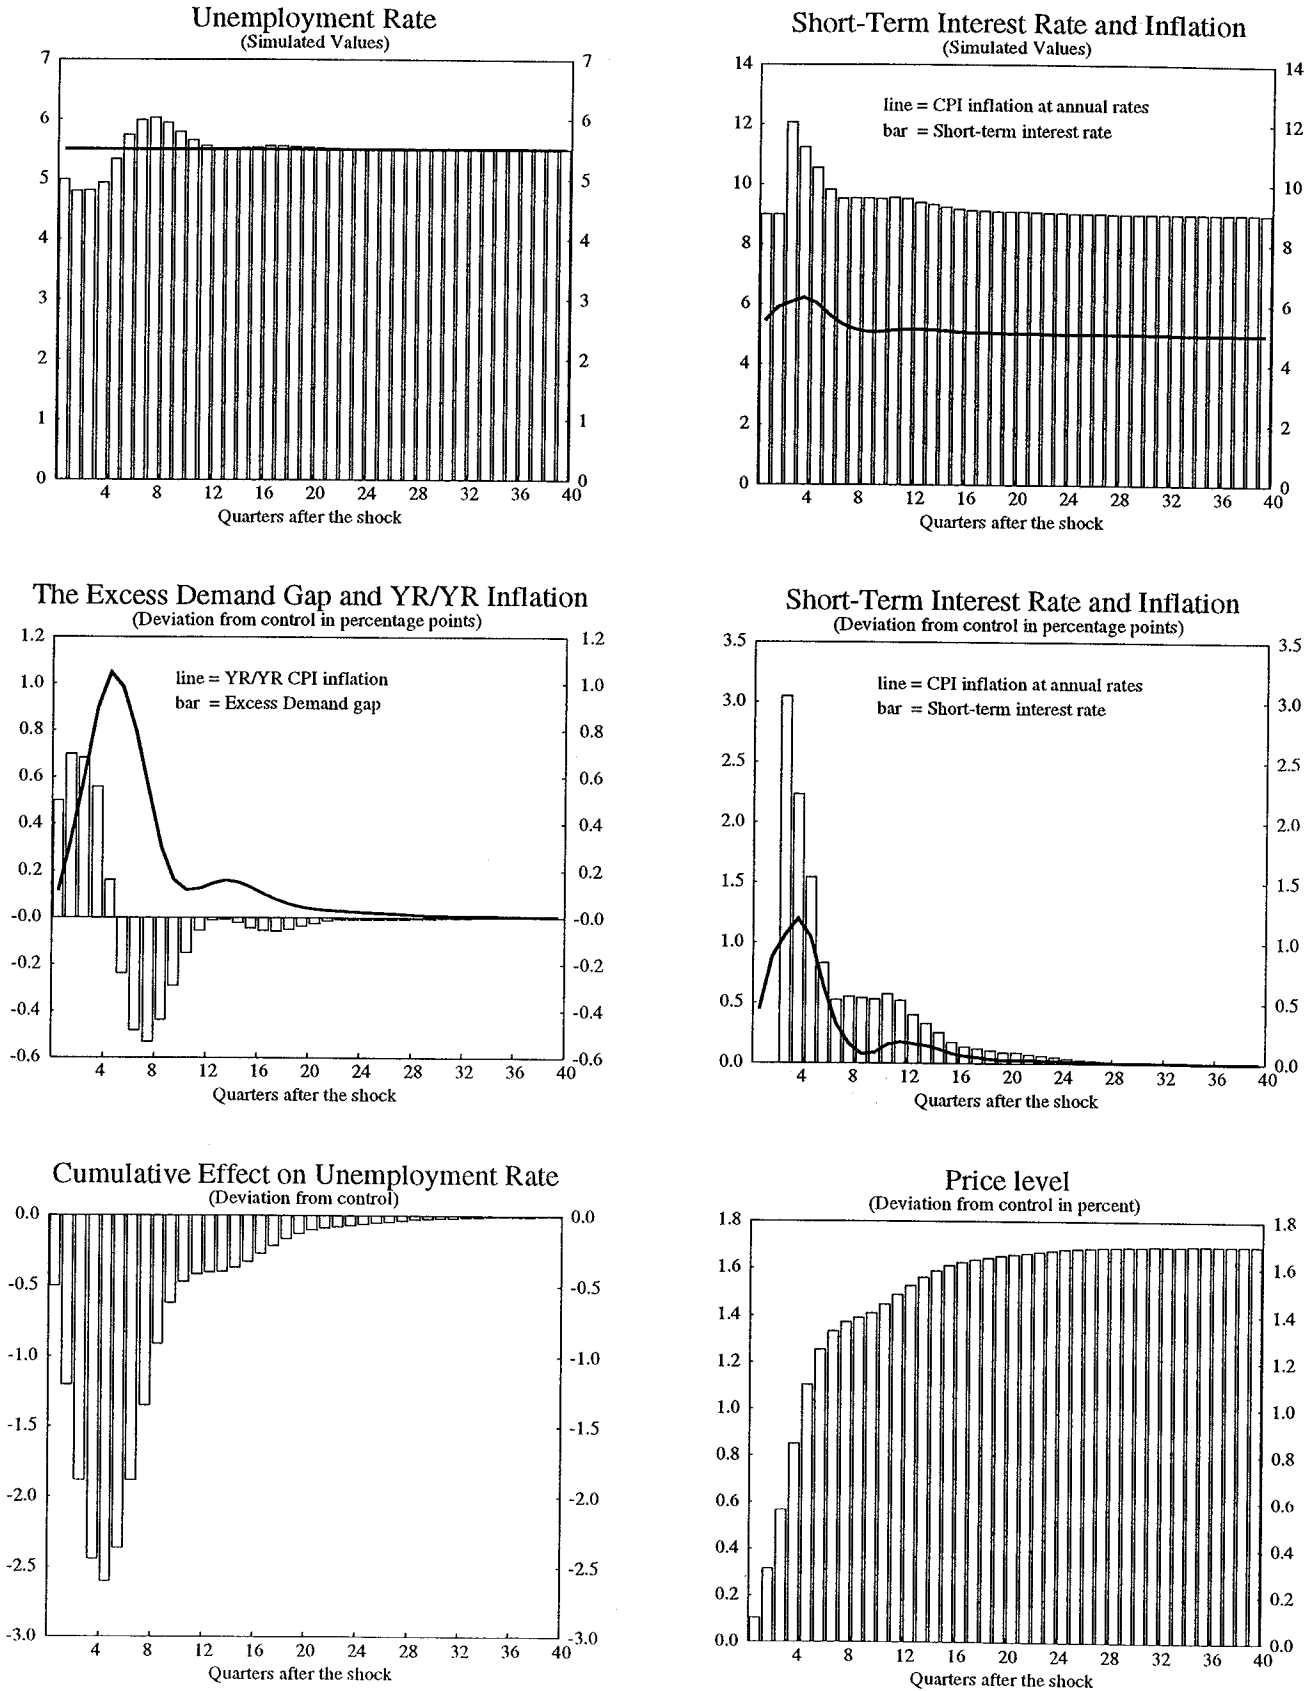 Unemployment Rate
(Simulated Values)
7 7
6 6
5 5
4 4
3 3
2 2
1 1
0 0
4 8 12 16 20 24 28 32 36 40
Quarters after the shock
Short-Term Interest Rate and Inflation
(Simulated Values)
14 14
line = CPI inflation at annual rates
bar = Short-term interest rate
12 12
10 10
8 8
6 6
4 4
2 2
0 0
4 8 12 16 20 24 28 32 36 40
Quarters after the shock
The Excess Demand Gap and YR/YR Inflation
(Deviation from control in percentage points)
1.2 1.2
line = YR/YR CPI inflation
bar = Excess Demand gap
1.0 1.0
0.8 0.8
0.6 0.6
0.4 0.4
0.2 0.2
-0.0 -0.0
-0.2 -0.2
-0.4 -0.4
-0.6 -0.6
4 8 12 16 20 24 28 32 36 40
Quarters after the shock
Short-Term Interest Rate and Inflation
(Deviation from control in percentage points)
3.5 3.5
line = CPI inflation at annual rates
bar = Short-term interest rate
3.0 3.0
2.5 2.5
2.0 2.0
1.5 1.5
1.0 1.0
0.5 0.5
0.0 0.0
4 8 12 16 20 24 28 32 36 40
Quarters after the shock
Cumulative Effect on Unemployment Rate
(Deviation from control)
0.0 0.0
-0.5 -0.5
-1.0 -1.0
-1.5 -1.5
-2.0 -2.0
-2.5 -2.5
-3.0 -3.0
4 8 12 16 20 24 28 32 36 40
Quarters after the shock
Price level
(Deviation from control in percent)
1.8 1.8
1.6 1.6
1.4 1.4
1.2 1.2
1.0 1.0
0.8 0.8
0.6 0.6
0.4 0.4
0.2 0.2
0.0 0.0
4 8 12 16 20 24 28 32 36 40
Quarters after the shock